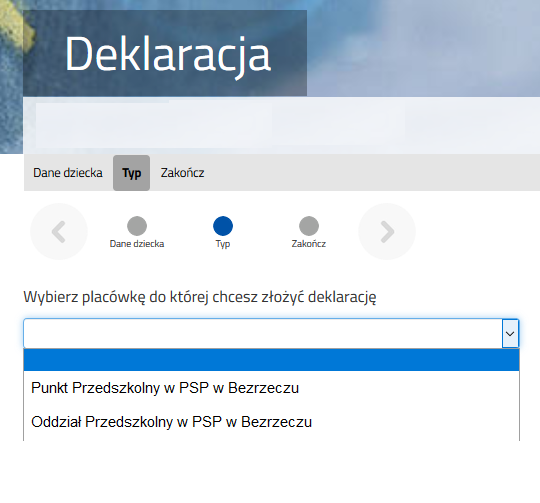 Deklaracja
Dane dziecka Typ Zakończ
Dane dziecka Typ Zakończ
Wybierz placówkę do której chcesz złożyć deklarację
Punkt Przedszkolny w PSP w Bezrzeczu
Oddział Przedszkolny w PSP w Bezrzeczu